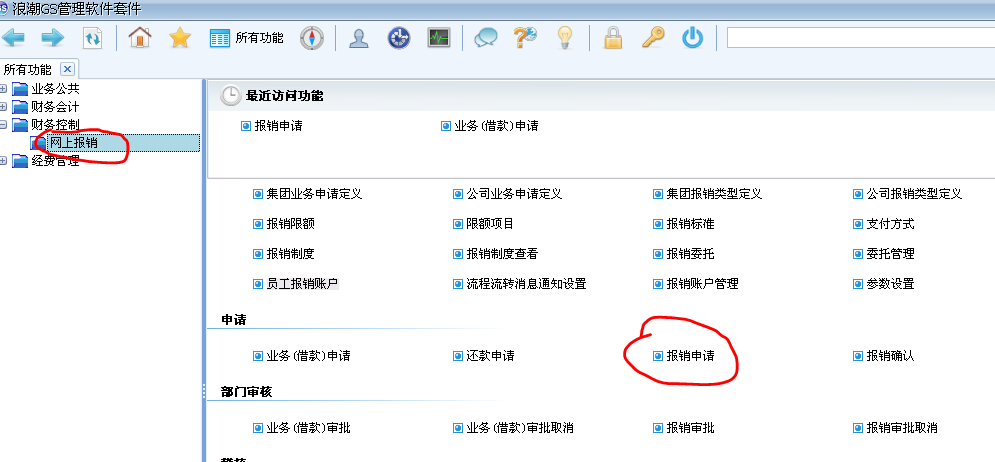 浪潮GS管理软件套件
所有功能
所有功能
业务公共
财务会计
财务控制
网上报销
经费管理
最近访问功能
报销申请 业务(借款)申请
集团业务申请定义 公司业务申请定义 集团报销类型定义 公司报销类型定义
报销限额 限额项目 报销标准 支付方式
报销制度 报销制度查看 报销委托 委托管理
员工报销账户 流程流转消息通知设置 报销账户管理 参数设置
申请
业务(借款)申请 还款申请 报销申请 报销确认
部门审核
业务(借款)审批 业务(借款)审批取消 报销审批 报销审批取消